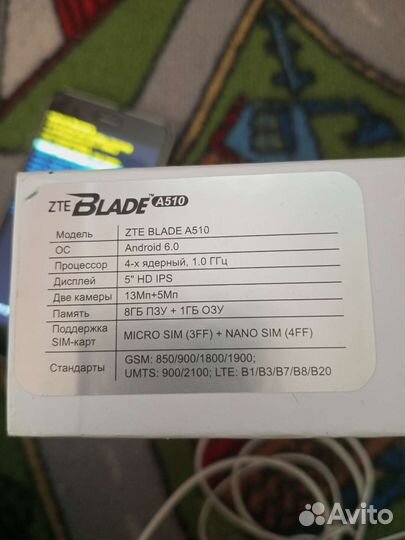 ZTE BLADE™ A510
Модель ZTE BLADE A510
ОС Android 6.0
Процессор 4-х ядерный, 1.0 ГГц
Дисплей 5" HD IPS
Две камеры 13Мп+5Мп
Память 8ГБ ПЗУ + 1ГБ ОЗУ
Поддержка
SIM-карт MICRO SIM (3FF) + NANO SIM (4FF)
Стандарты GSM: 850/900/1800/1900;
UMTS: 900/2100; LTE: B1/B3/B7/B8/B20
Avito